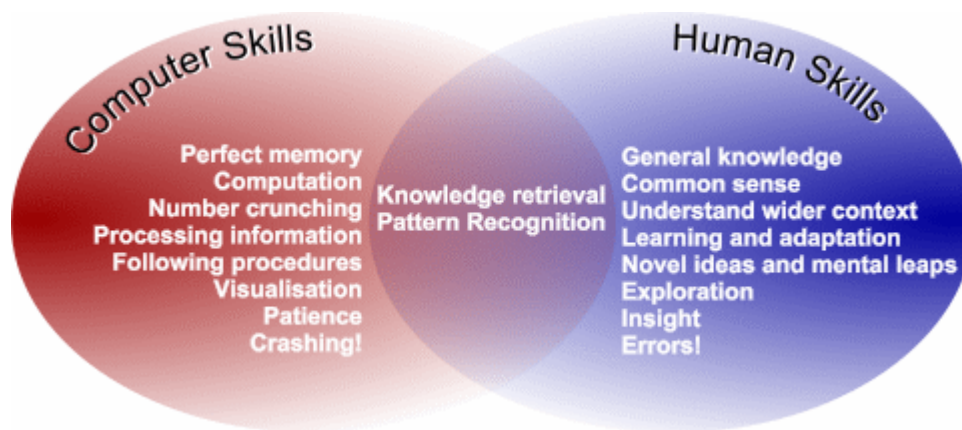 Computer Skills
Perfect memory
Computation
Number crunching
Processing information
Following procedures
Visualisation
Patience
Crashing!
Knowledge retrieval
Pattern Recognition
Human Skills
General knowledge
Common sense
Understand wider context
Learning and adaptation
Novel ideas and mental leaps
Exploration
Insight
Errors!